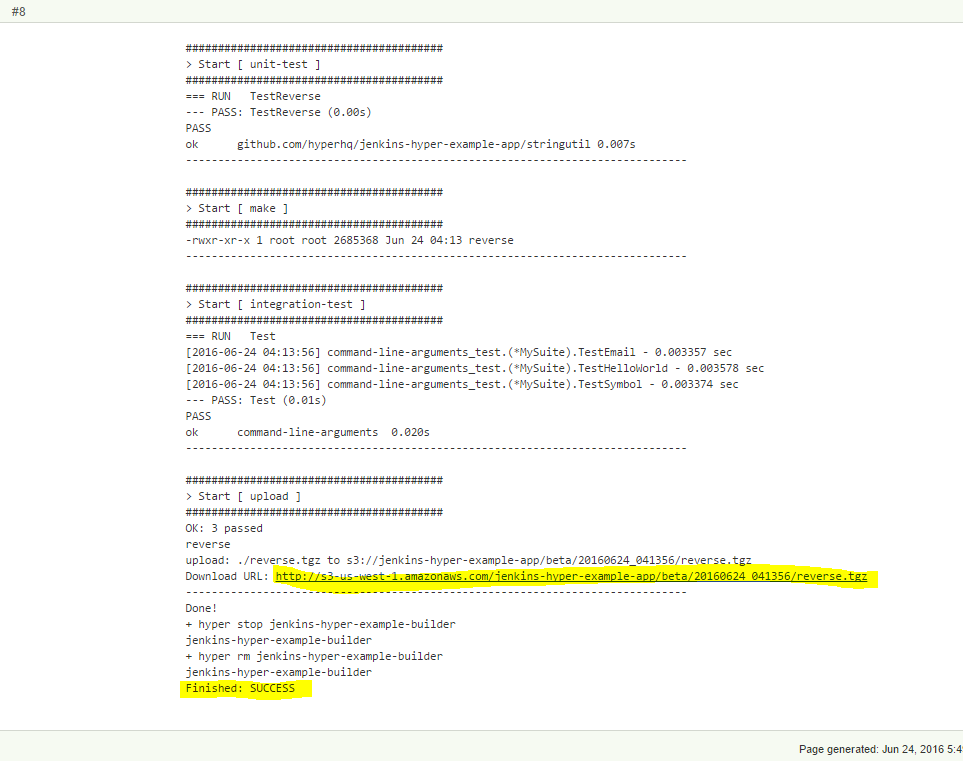 #8
########################################
> Start [ unit-test ]
########################################
=== RUN   TestReverse
--- PASS: TestReverse (0.00s)
PASS
ok      github.com/hyperhq/jenkins-hyper-example-app/stringutil 0.007s
------------------------------------------------------------------------------
########################################
> Start [ make ]
########################################
-rwxr-xr-x 1 root root 2685368 Jun 24 04:13 reverse
------------------------------------------------------------------------------
########################################
> Start [ integration-test ]
########################################
=== RUN   Test
[2016-06-24 04:13:56] command-line-arguments_test.(*MySuite).TestEmail - 0.003357 sec
[2016-06-24 04:13:56] command-line-arguments_test.(*MySuite).TestHelloWorld - 0.003578 sec
[2016-06-24 04:13:56] command-line-arguments_test.(*MySuite).TestSymbol - 0.003374 sec
--- PASS: Test (0.01s)
PASS
ok      command-line-arguments  0.020s
------------------------------------------------------------------------------
########################################
> Start [ upload ]
########################################
OK: 3 passed
reverse
upload: ./reverse.tgz to s3://jenkins-hyper-example-app/beta/20160624_041356/reverse.tgz
Download URL: http://s3-us-west-1.amazonaws.com/jenkins-hyper-example-app/beta/20160624_041356/reverse.tgz
------------------------------------------------------------------------------
Done!
+ hyper stop jenkins-hyper-example-builder
jenkins-hyper-example-builder
+ hyper rm jenkins-hyper-example-builder
jenkins-hyper-example-builder
Finished: SUCCESS
Page generated: Jun 24, 2016 5:4